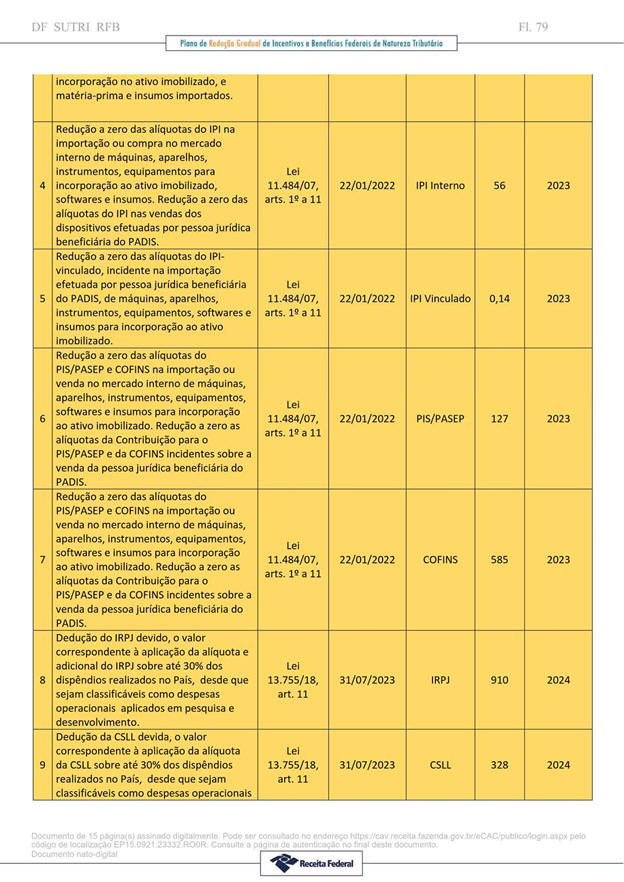 DF SUTRI RFB
Fl. 79
Plano de Redução Gradual de Incentivos e Benefícios Federais de Natureza Tributária
incorporação no ativo imobilizado, e
matéria-prima e insumos importados.
4
Redução a zero das alíquotas do IPI na
importação ou compra no mercado
interno de máquinas, aparelhos,
instrumentos, equipamentos para
incorporação ao ativo imobilizado,
softwares e insumos. Redução a zero das
alíquotas do IPI nas vendas dos
dispositivos efetuadas por pessoa jurídica
beneficiária do PADIS.
Lei
11.484/07,
arts. 1º a 11
22/01/2022
IPI Interno
56
2023
5
Redução a zero das alíquotas do IPI-
vinculado, incidente na importação
efetuada por pessoa jurídica beneficiária
do PADIS, de máquinas, aparelhos,
instrumentos, equipamentos, softwares e
insumos para incorporação ao ativo
imobilizado.
Lei
11.484/07,
arts. 1º a 11
22/01/2022
IPI Vinculado
0,14
2023
6
Redução a zero das alíquotas do
PIS/PASEP e COFINS na importação ou
venda no mercado interno de máquinas,
aparelhos, instrumentos, equipamentos,
softwares e insumos para incorporação
ao ativo imobilizado. Redução a zero as
alíquotas da Contribuição para o
PIS/PASEP e da COFINS incidentes sobre a
venda da pessoa jurídica beneficiária do
PADIS.
Lei
11.484/07,
arts. 1º a 11
22/01/2022
PIS/PASEP
127
2023
7
Redução a zero das alíquotas do
PIS/PASEP e COFINS na importação ou
venda no mercado interno de máquinas,
aparelhos, instrumentos, equipamentos,
softwares e insumos para incorporação
ao ativo imobilizado. Redução a zero as
alíquotas da Contribuição para o
PIS/PASEP e da COFINS incidentes sobre a
venda da pessoa jurídica beneficiária do
PADIS.
Lei
11.484/07,
arts. 1º a 11
22/01/2022
COFINS
585
2023
8
Dedução do IRPJ devido, o valor
correspondente à aplicação da alíquota e
adicional do IRPJ sobre até 30% dos
dispêndios realizados no País, desde que
sejam classificáveis como despesas
operacionais aplicados em pesquisa e
desenvolvimento.
Lei
13.755/18,
art. 11
31/07/2023
IRPJ
910
2024
9
Dedução da CSLL devida, o valor
correspondente à aplicação da alíquota
da CSLL sobre até 30% dos dispêndios
realizados no País, desde que sejam
classificáveis como despesas operacionais
Lei
13.755/18,
art. 11
31/07/2023
CSLL
328
2024
Documento de 15 página(s) assinado digitalmente. Pode ser consultado no endereço https://cav.receita.fazenda.gov.br/eCAC/publico/login.aspx pelo
código de localização EP15.0921.23332.RO0R. Consulte a página de autenticação no final deste documento.
Documento nato-digital
Receita Federal